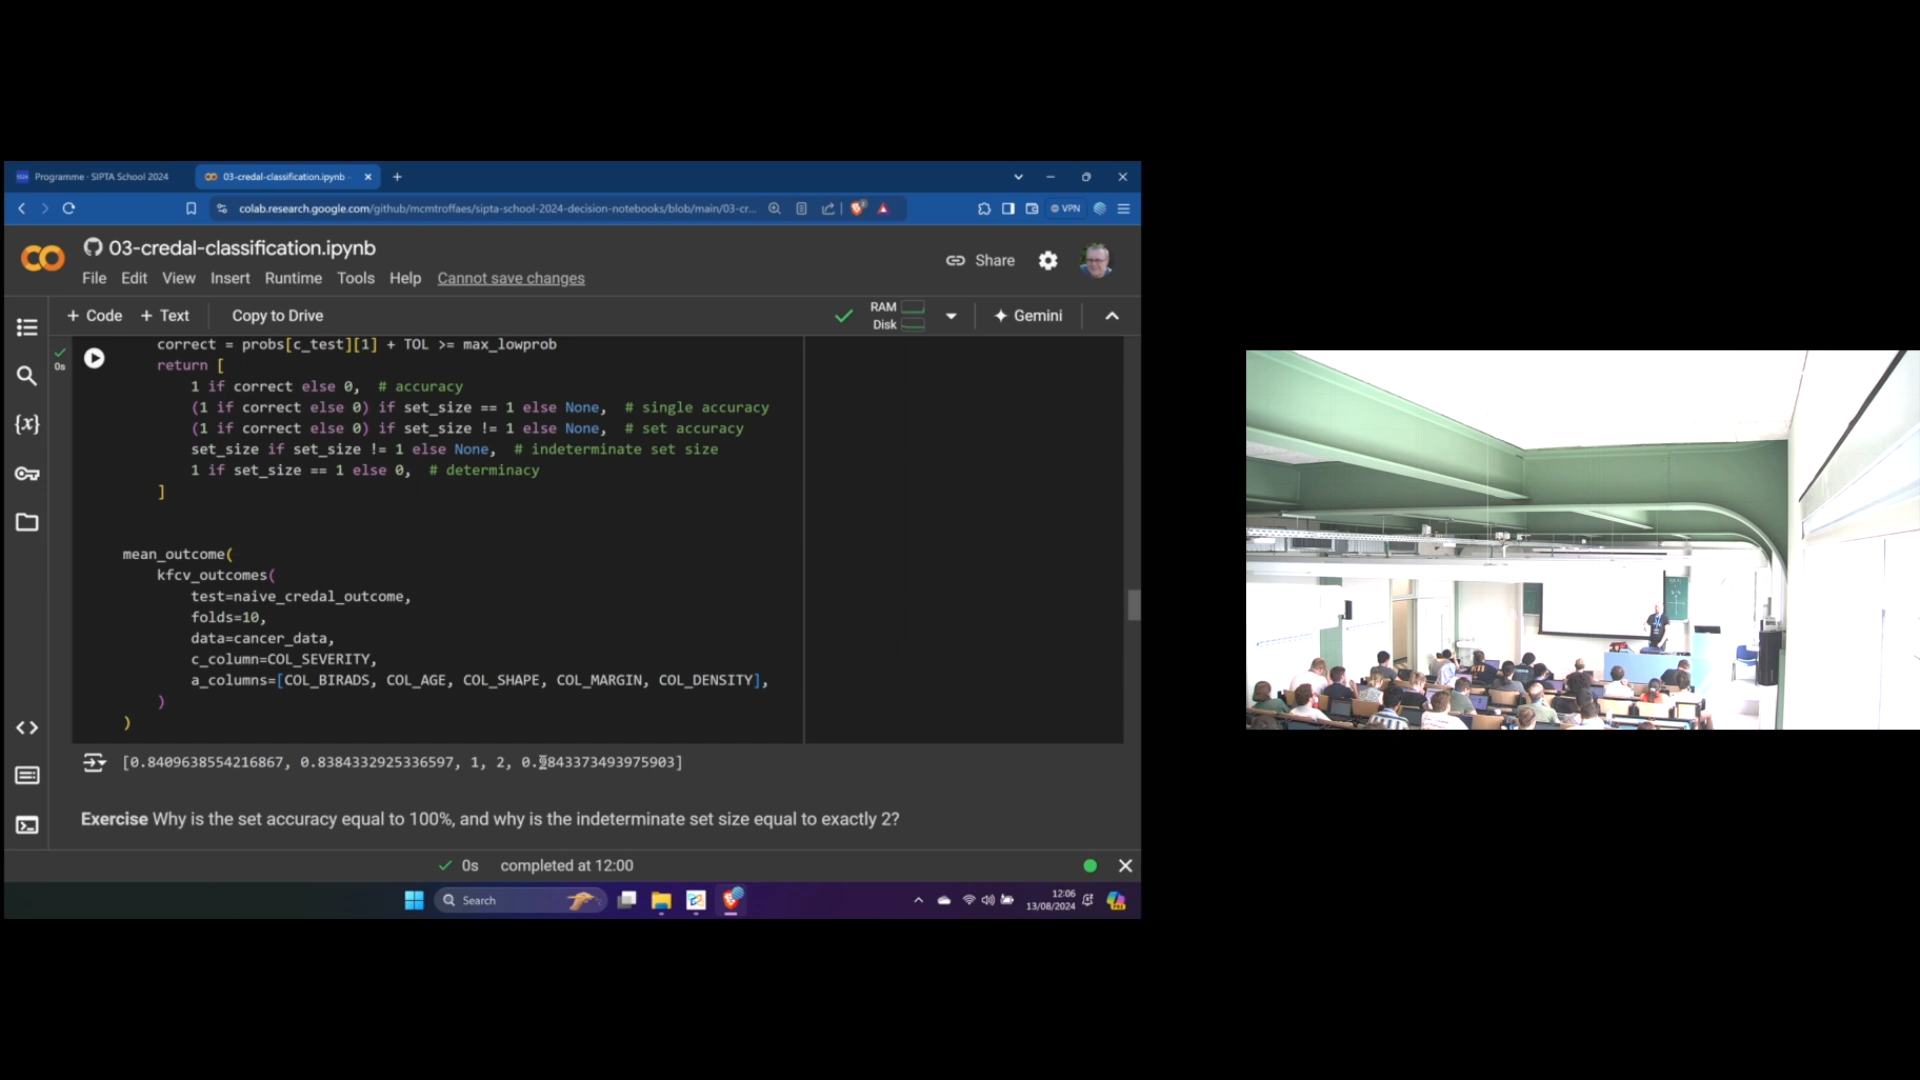 Programme - SIPTA School 2024
03-credal-classification.ipynb -
colab.research.google.com/github/mcmtroffaes/sipta-school-2024-decision-notebooks/blob/main/03-cr...
VPN
03-credal-classification.ipynb
File Edit View Insert Runtime Tools Help Cannot save changes
Share
+ Code + Text Copy to Drive
RAM
Disk
Gemini
0s
correct = probs[c_test][1] + TOL >= max_lowprob
return [
1 if correct else 0, # accuracy
(1 if correct else 0) if set_size == 1 else None, # single accuracy
(1 if correct else 0) if set_size != 1 else None, # set accuracy
set_size if set_size != 1 else None, # indeterminate set size
1 if set_size == 1 else 0, # determinacy
]
mean_outcome(
kfcv_outcomes(
test=naive_credal_outcome,
folds=10,
data=cancer_data,
c_column=COL_SEVERITY,
a_columns=[COL_BIRADS, COL_AGE, COL_SHAPE, COL_MARGIN, COL_DENSITY],
)
)
[0.8409638554216867, 0.8384332925336597, 1, 2, 0.9843373493975903]
Exercise Why is the set accuracy equal to 100%, and why is the indeterminate set size equal to exactly 2?
0s completed at 12:00
Search
12:06
13/08/2024